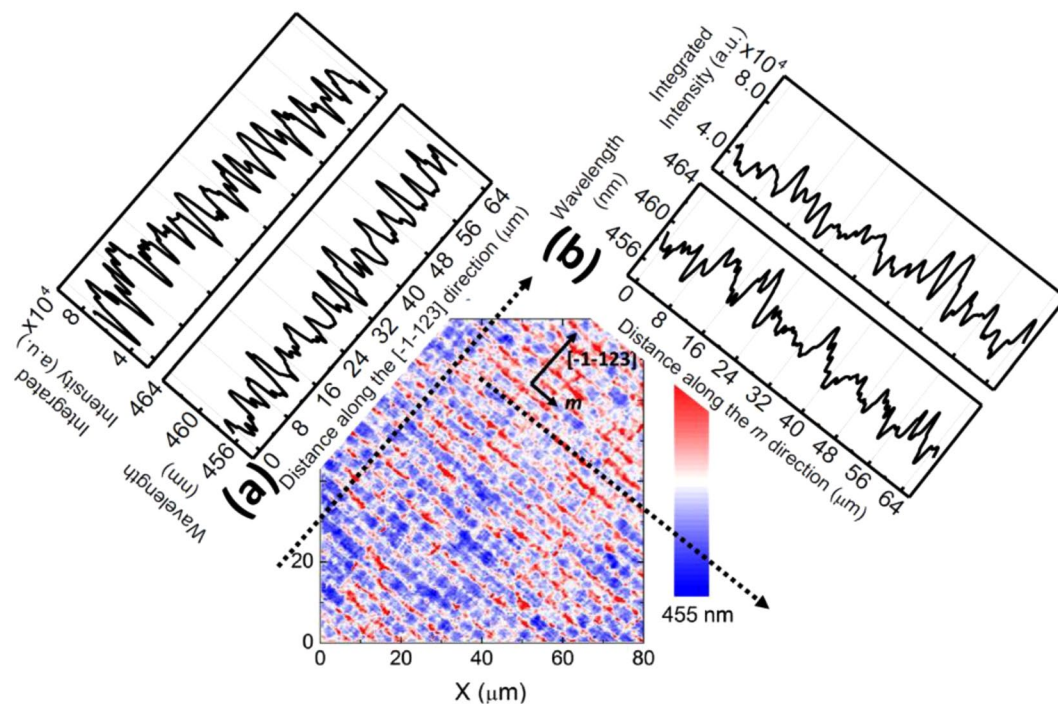 8
4
×10⁴
Integrated
Intensity (a.u.)
464
460
456
Wavelength
(nm)
0
8
16
24
32
40
48
56
64
Distance along the [-1-123] direction (μm)
(a)
Integrated
Intensity (a.u.)
×10⁴
8.0
4.0
464
460
456
Wavelength
(nm)
(b)
0
8
16
24
32
40
48
56
64
Distance along the m direction (μm)
[-1-123]
m
455 nm
20
0
0
20
40
60
80
X (μm)